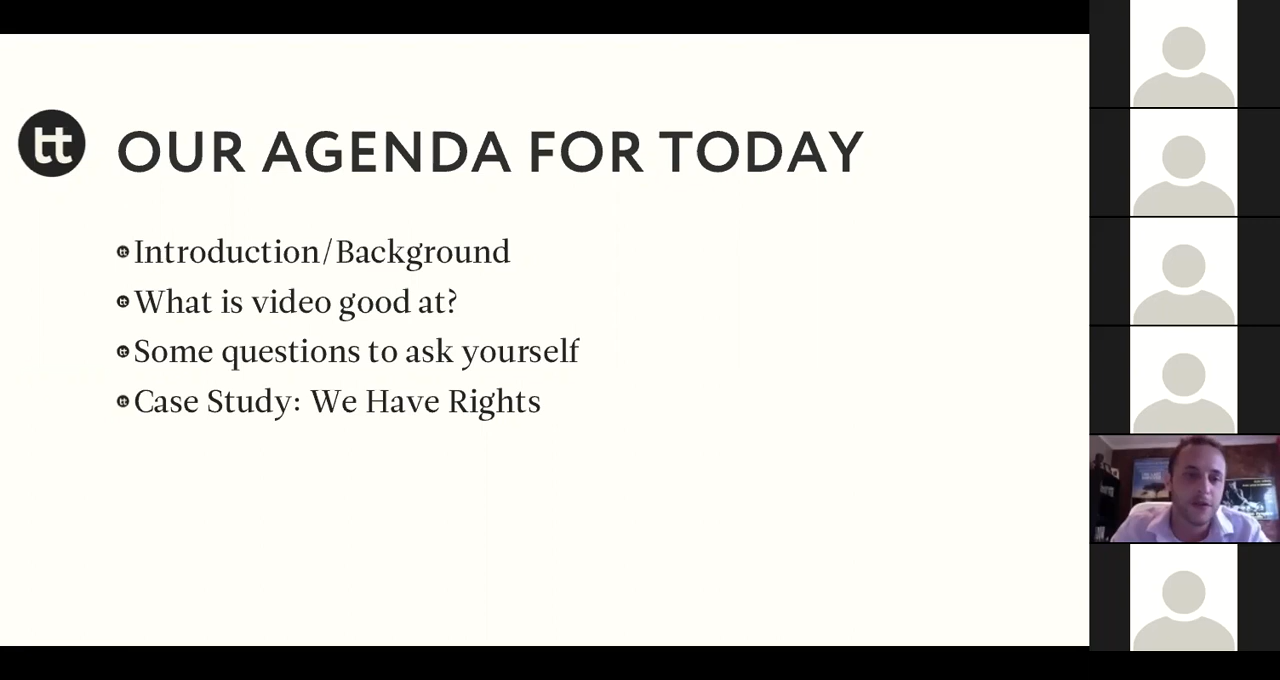 tt OUR AGENDA FOR TODAY
Introduction/Background
What is video good at?
Some questions to ask yourself
Case Study: We Have Rights